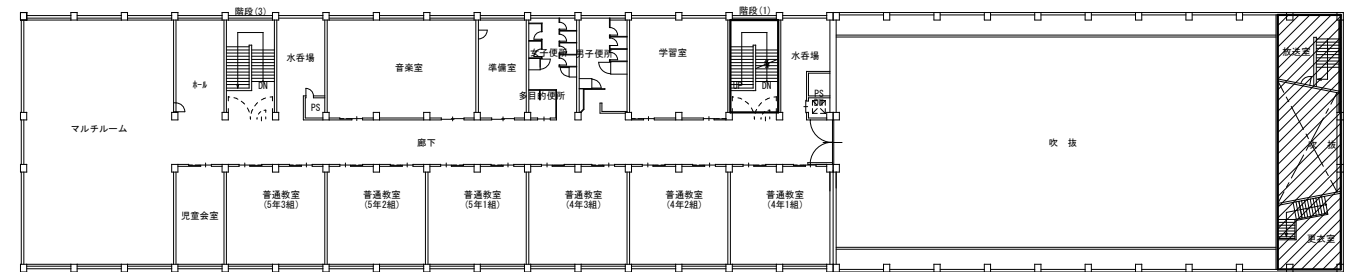 階段(3)
階段(1)
水呑場
音楽室
準備室
女子便所
男子便所
学習室
水呑場
放送室
ホール
DN
UP
DN
PS
多目的便所
PS
マルチルーム
廊下
吹 抜
吹 抜
児童会室
普通教室
(5年3組)
普通教室
(5年2組)
普通教室
(5年1組)
普通教室
(4年3組)
普通教室
(4年2組)
普通教室
(4年1組)
更衣室